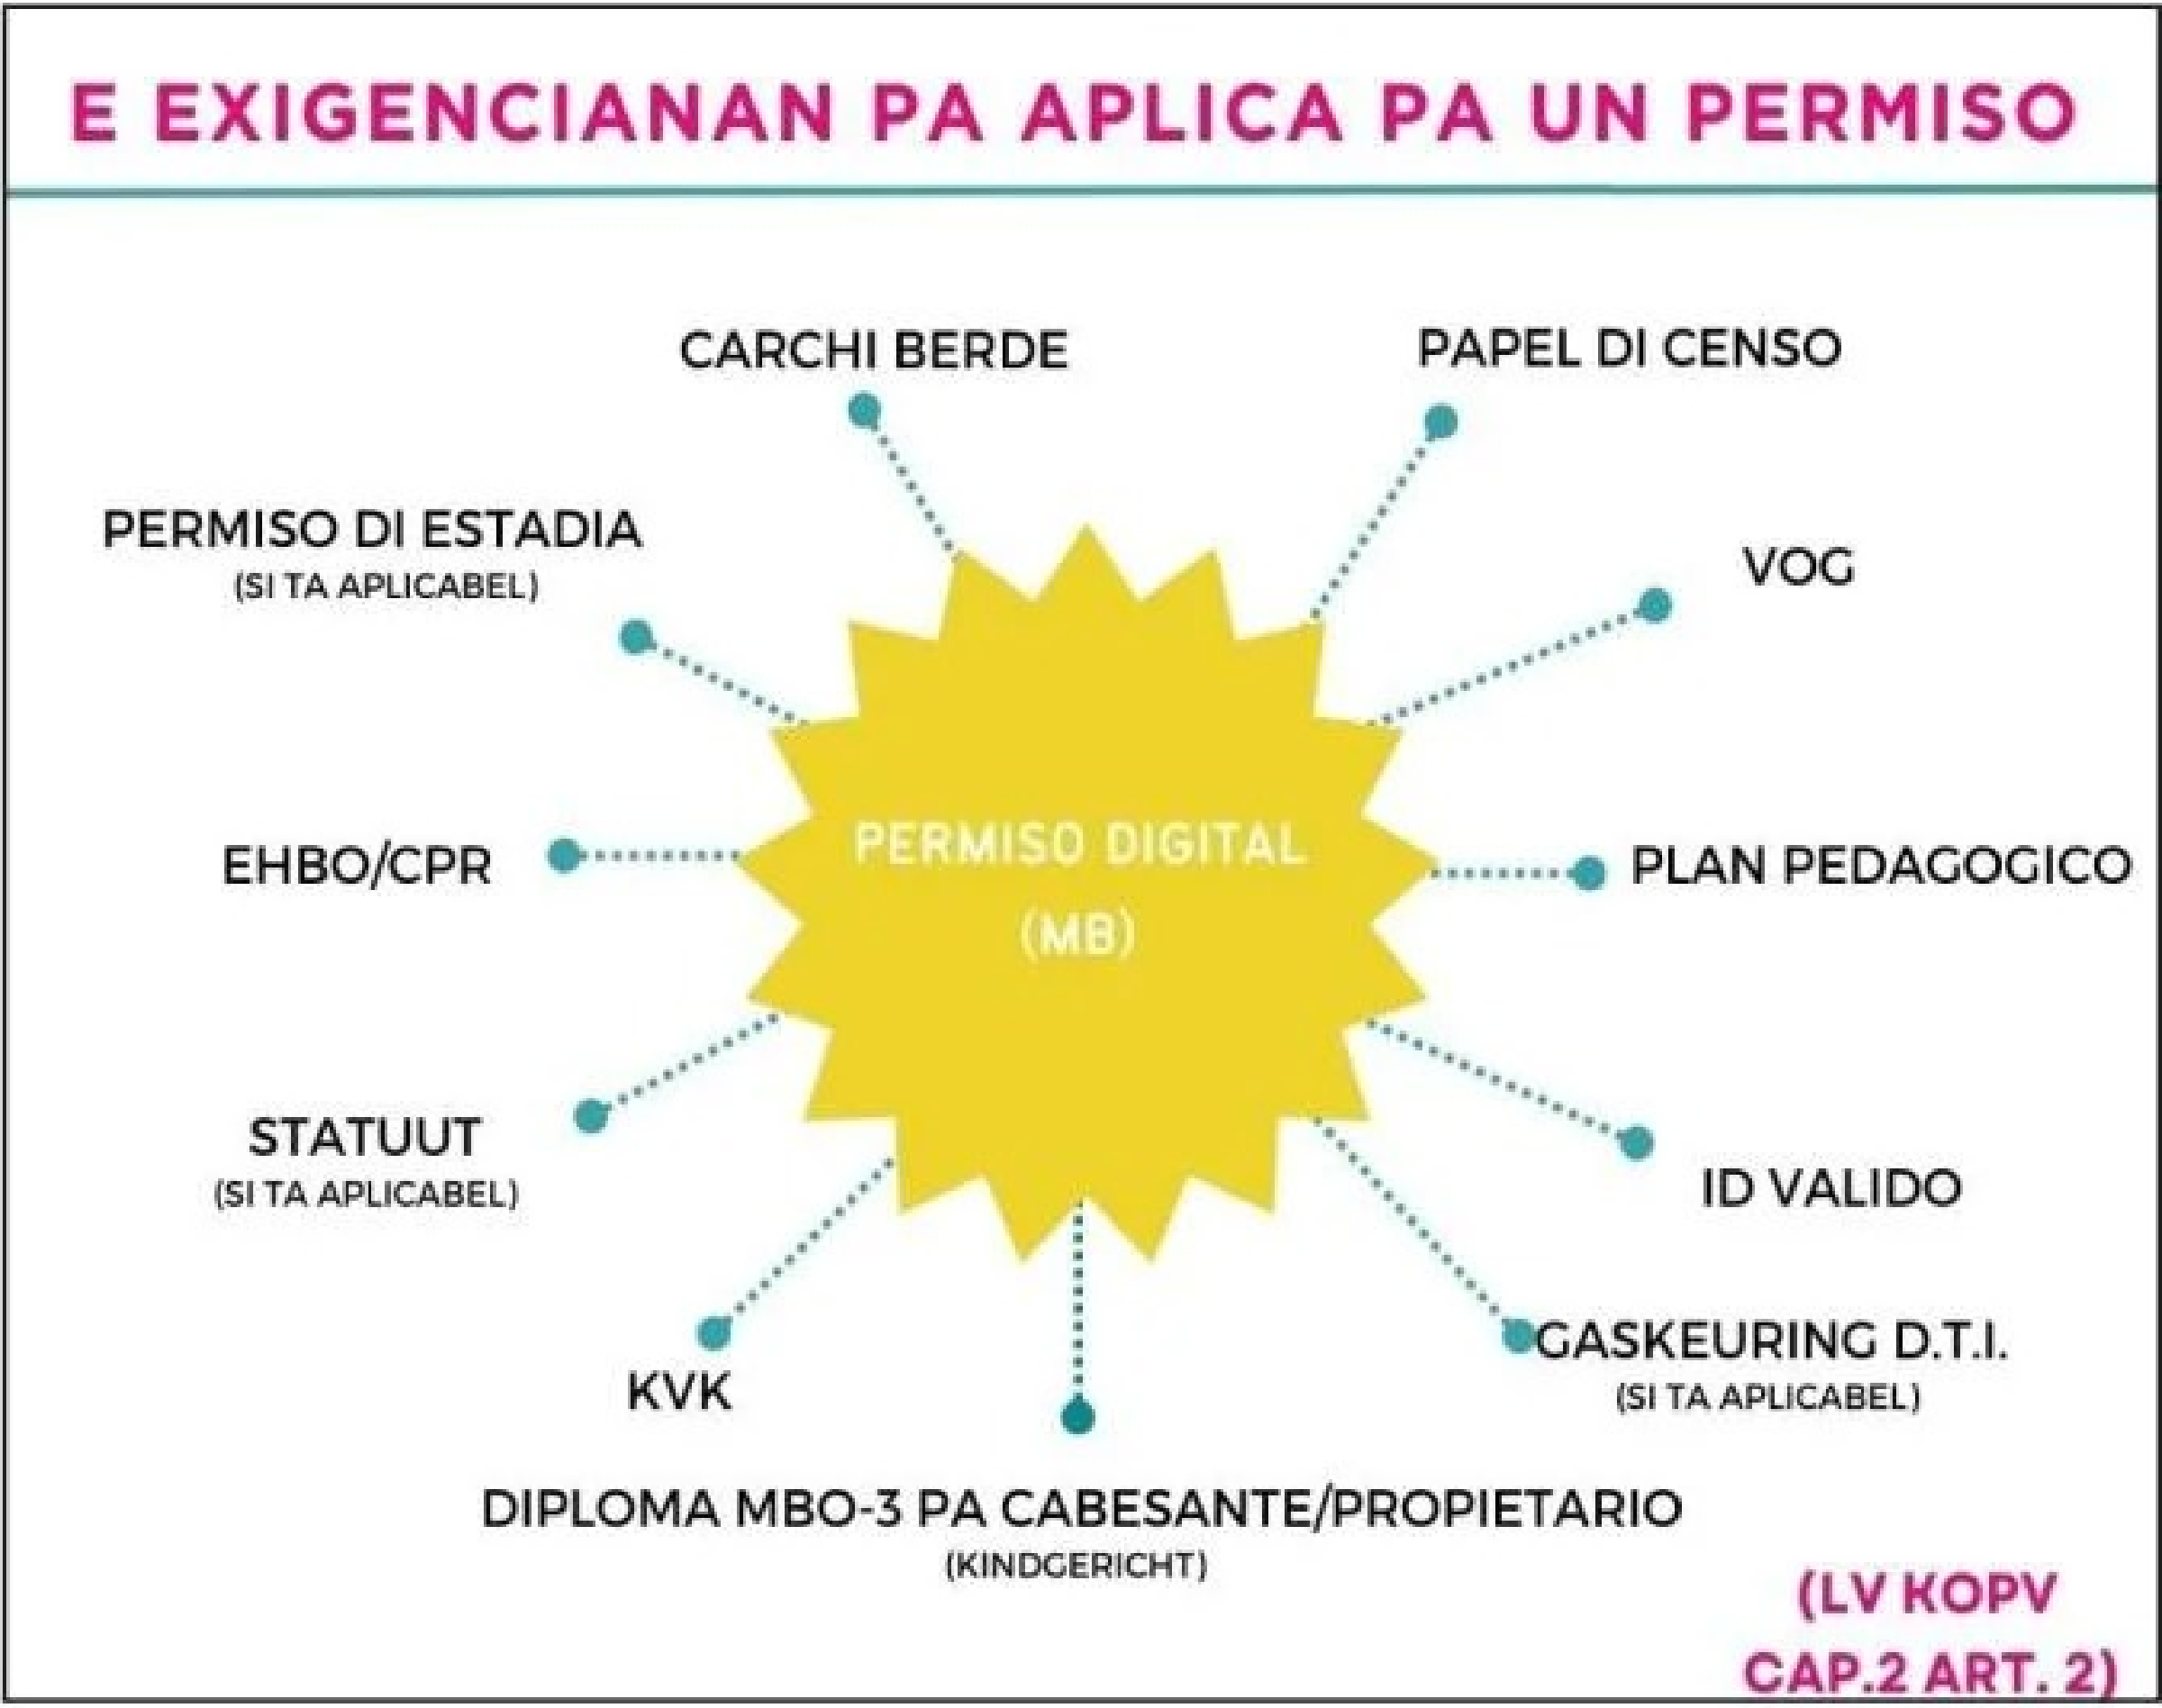 E EXIGENCIANAN PA APLICA PA UN PERMISO
CARCHI BERDE
PAPEL DI CENSO
PERMISO DI ESTADIA
(SI TA APLICABEL)
VOG
EHBO/CPR
PERMISO DIGITAL
(MB)
PLAN PEDAGOGICO
STATUUT
(SI TA APLICABEL)
ID VALIDO
KVK
GASKEURING D.T.I.
(SI TA APLICABEL)
DIPLOMA MBO-3 PA CABESANTE/PROPIETARIO
(KINDGERICHT)
(LV KOPV
CAP.2 ART. 2)